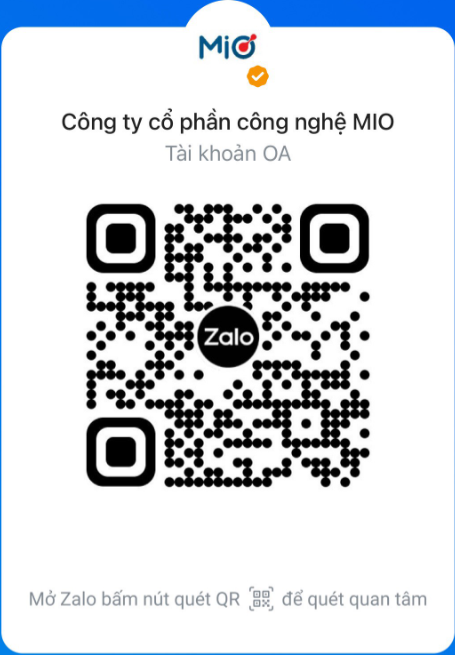 MiO
Công ty cổ phần công nghệ MIO
Tài khoản OA
Zalo
Mở Zalo bấm nút quét QR để quét quan tâm